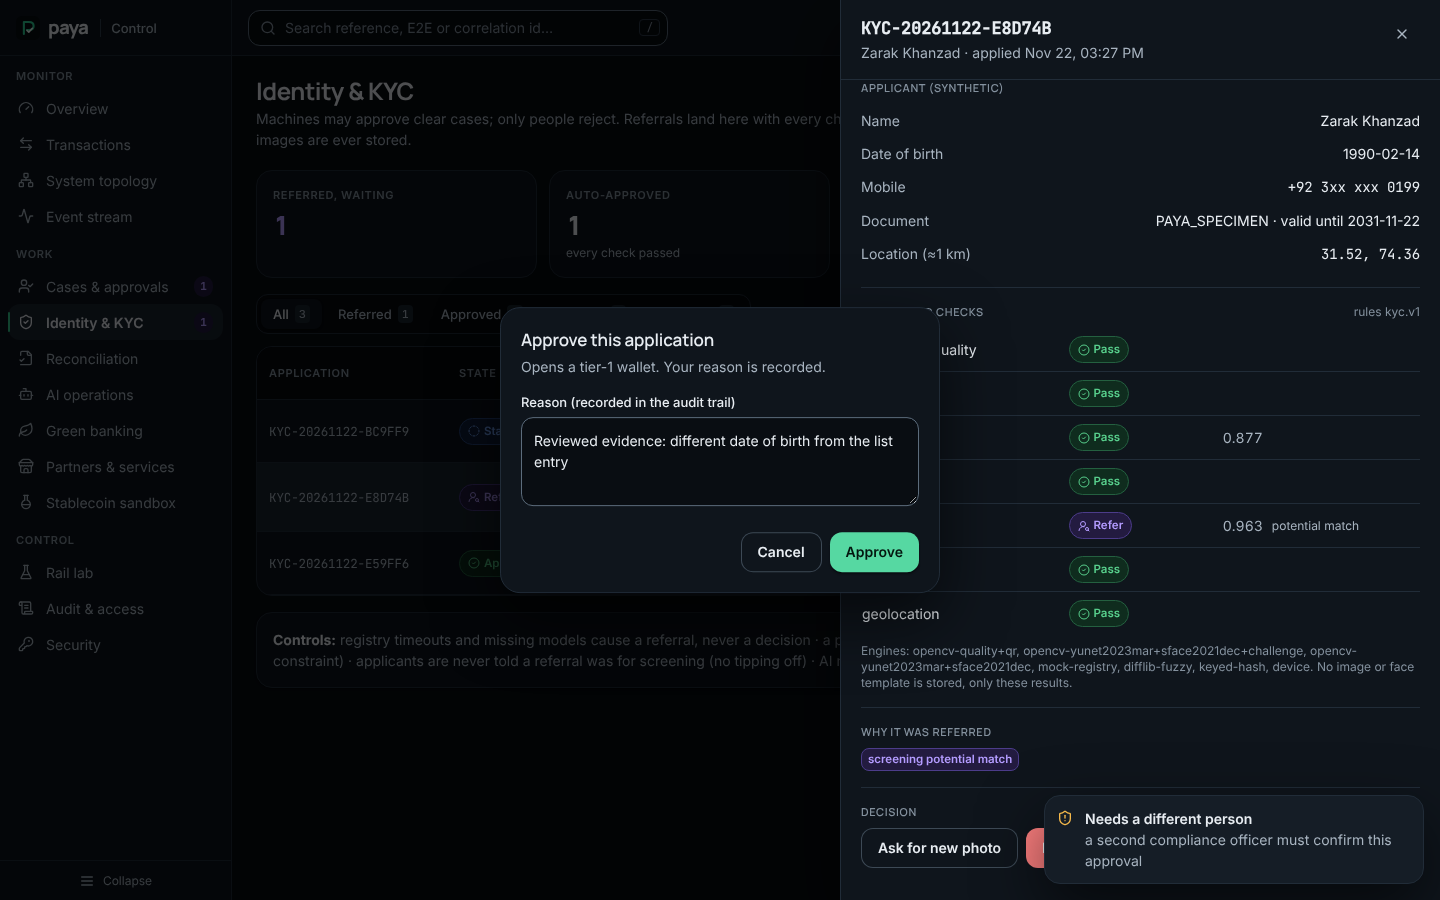 paya
Control
Search reference, E2E or correlation id...
/
MONITOR
Overview
Transactions
System topology
Event stream
WORK
Cases & approvals 1
Identity & KYC 1
Reconciliation
AI operations
Green banking
Partners & services
Stablecoin sandbox
CONTROL
Rail lab
Audit & access
Security
Collapse
Identity & KYC
Machines may approve clear cases; only people reject. Referrals land here with every
images are ever stored.
REFERRED, WAITING
1
AUTO-APPROVED
1
every check passed
All 3
Referred 1
Approved
APPLICATION
STATE
KYC-20261122-BC9FF9
KYC-20261122-E8D74B
KYC-20261122-E59FF6
Controls: registry timeouts and missing models cause a referral, never a decision · a
constraint) · applicants are never told a referral was for screening (no tipping off) · AI
Approve this application
Opens a tier-1 wallet. Your reason is recorded.
Reason (recorded in the audit trail)
Reviewed evidence: different date of birth from the list
entry
Cancel
Approve
KYC-20261122-E8D74B
Zarak Khanzad · applied Nov 22, 03:27 PM
APPLICANT (SYNTHETIC)
Name Zarak Khanzad
Date of birth 1990-02-14
Mobile +92 3xx xxx 0199
Document PAYA_SPECIMEN · valid until 2031-11-22
Location (≈1 km) 31.52, 74.36
CHECKS rules kyc.v1
Pass
Pass
Pass 0.877
Pass
Refer 0.963 potential match
Pass
geolocation Pass
Engines: opencv-quality+qr, opencv-yunet2023mar+sface2021dec+challenge, opencv-
yunet2023mar+sface2021dec, mock-registry, difflib-fuzzy, keyed-hash, device. No image or face
template is stored, only these results.
WHY IT WAS REFERRED
screening potential match
DECISION
Ask for new photo
Needs a different person
a second compliance officer must confirm this
approval